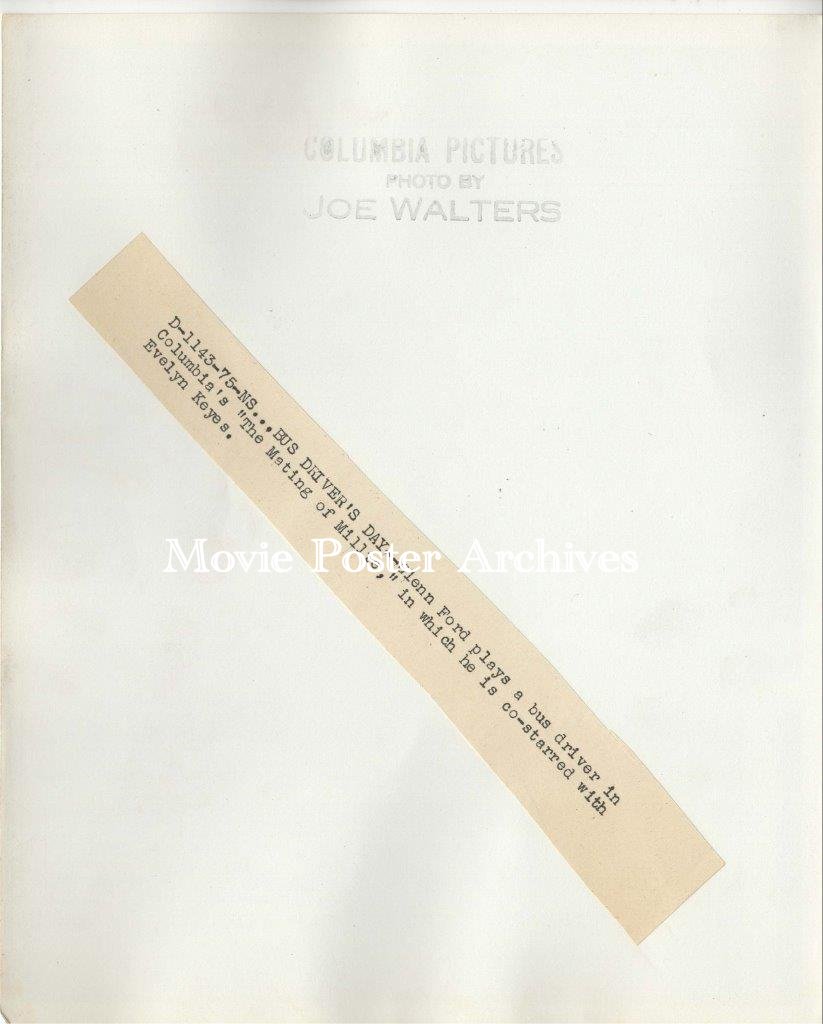 COLUMBIA PICTURES
PHOTO BY
JOE WALTERS
D-1143-75-NS...BUS DRIVER'S DAY--Glenn Ford plays a bus driver in
Columbia's "The Mating of Millie," in which he is co-starred with
Evelyn Keyes.
Movie Poster Archives